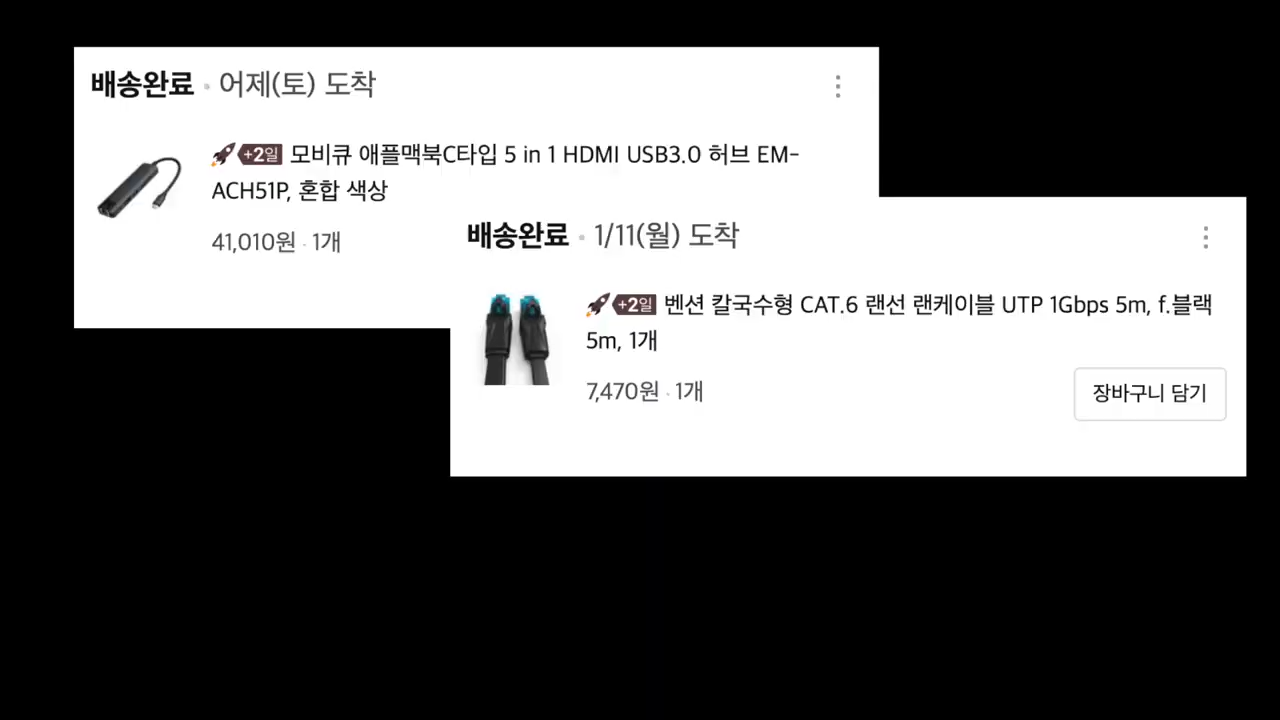 배송완료 • 어제(토) 도착
+2일 모비큐 애플맥북C타입 5 in 1 HDMI USB3.0 허브 EM-
ACH51P, 혼합 색상
41,010원 · 1개
배송완료 • 1/11(월) 도착
+2일 벤션 칼국수형 CAT.6 랜선 랜케이블 UTP 1Gbps 5m, f.블랙
5m, 1개
7,470원 · 1개
장바구니 담기